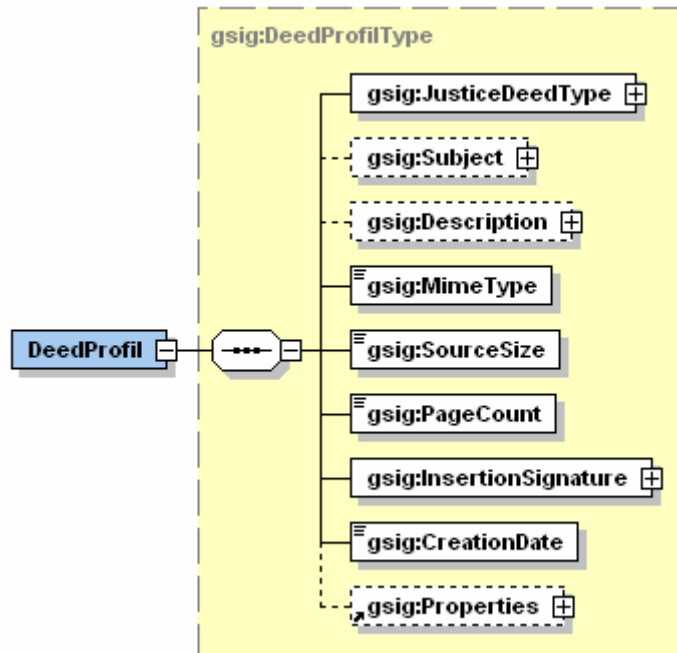 gsig:DeedProfilType
gsig:JusticeDeedType
gsig:Subject
gsig:Description
gsig:MimeType
DeedProfil
gsig:SourceSize
gsig:PageCount
gsig:InsertionSignature
gsig:CreationDate
gsig:Properties